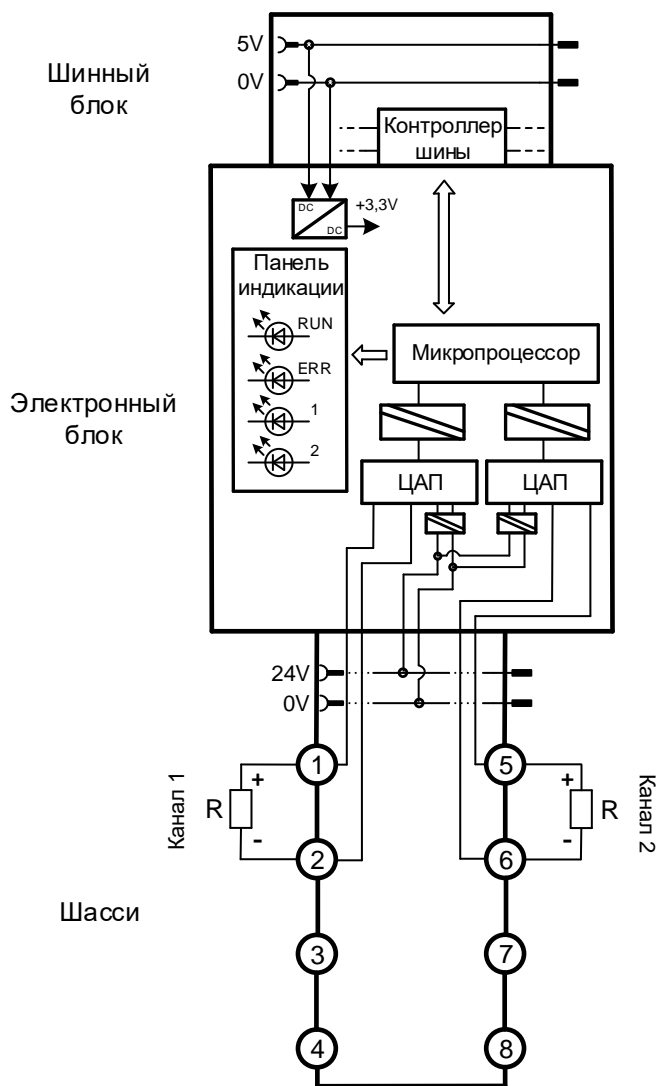 5V
Шинный
блок
0V
Контроллер
шины
DC
DC
+3,3V
Панель
индикации
RUN
ERR
1
2
Микропроцессор
Электронный
блок
ЦАП
ЦАП
24V
0V
Канал 1
R
+
-
1
2
5
6
+
-
R
Канал 2
Шасси
3
7
4
8